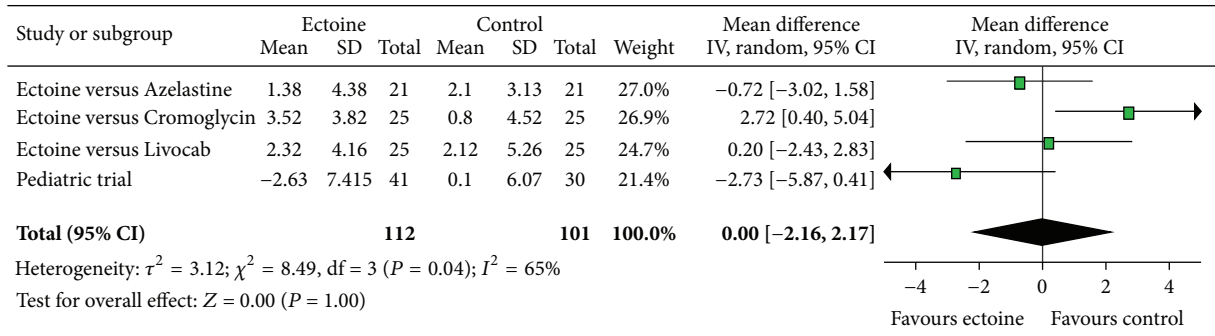 Study or subgroup Ectoine Control Mean difference Mean difference
Mean SD Total Mean SD Total Weight IV, random, 95% CI IV, random, 95% CI
Ectoine versus Azelastine 1.38 4.38 21 2.1 3.13 21 27.0% −0.72 [−3.02, 1.58]
Ectoine versus Cromoglycin 3.52 3.82 25 0.8 4.52 25 26.9% 2.72 [0.40, 5.04]
Ectoine versus Livocab 2.32 4.16 25 2.12 5.26 25 24.7% 0.20 [−2.43, 2.83]
Pediatric trial −2.63 7.415 41 0.1 6.07 30 21.4% −2.73 [−5.87, 0.41]
Total (95% CI) 112 101 100.0% 0.00 [−2.16, 2.17]
Heterogeneity: τ² = 3.12; χ² = 8.49, df = 3 (P = 0.04); I² = 65%
Test for overall effect: Z = 0.00 (P = 1.00)
−4 −2 0 2 4
Favours ectoine Favours control